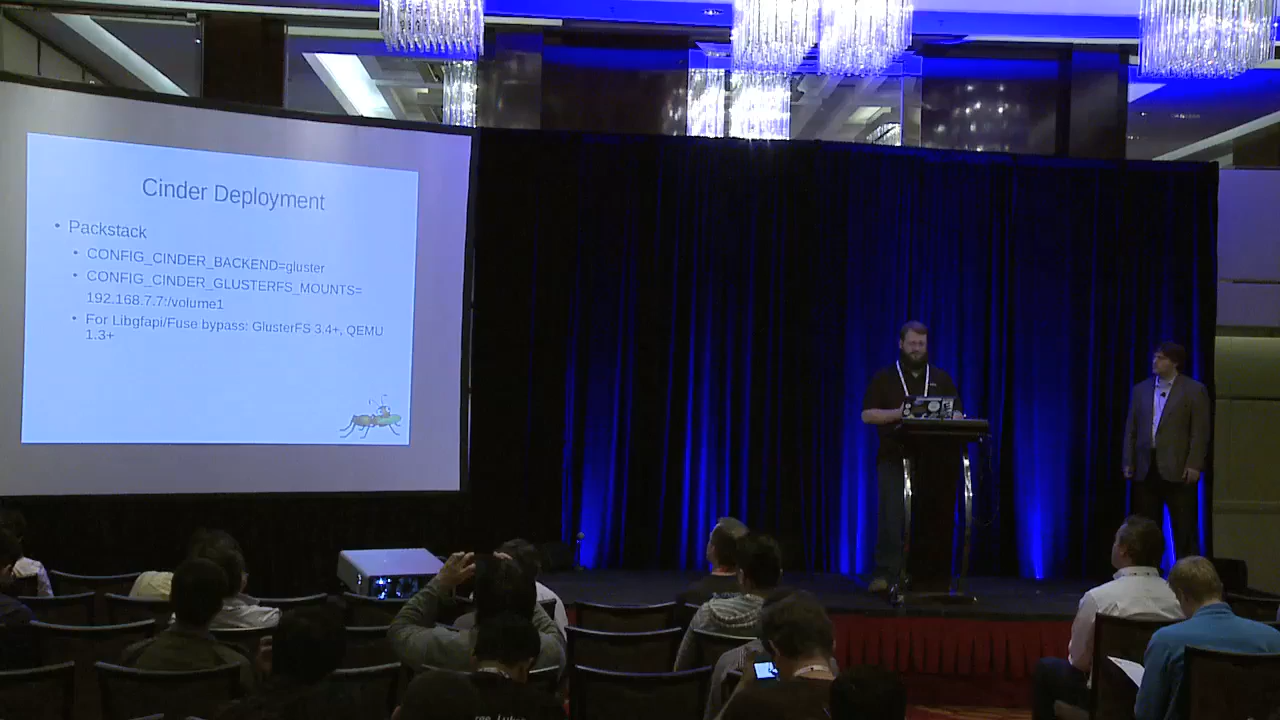 Cinder Deployment
• Packstack
• CONFIG_CINDER_BACKEND=gluster
• CONFIG_CINDER_GLUSTERFS_MOUNTS=
192.168.7.7:/volume1
• For Libgfapi/Fuse bypass: GlusterFS 3.4+, QEMU
1.3+